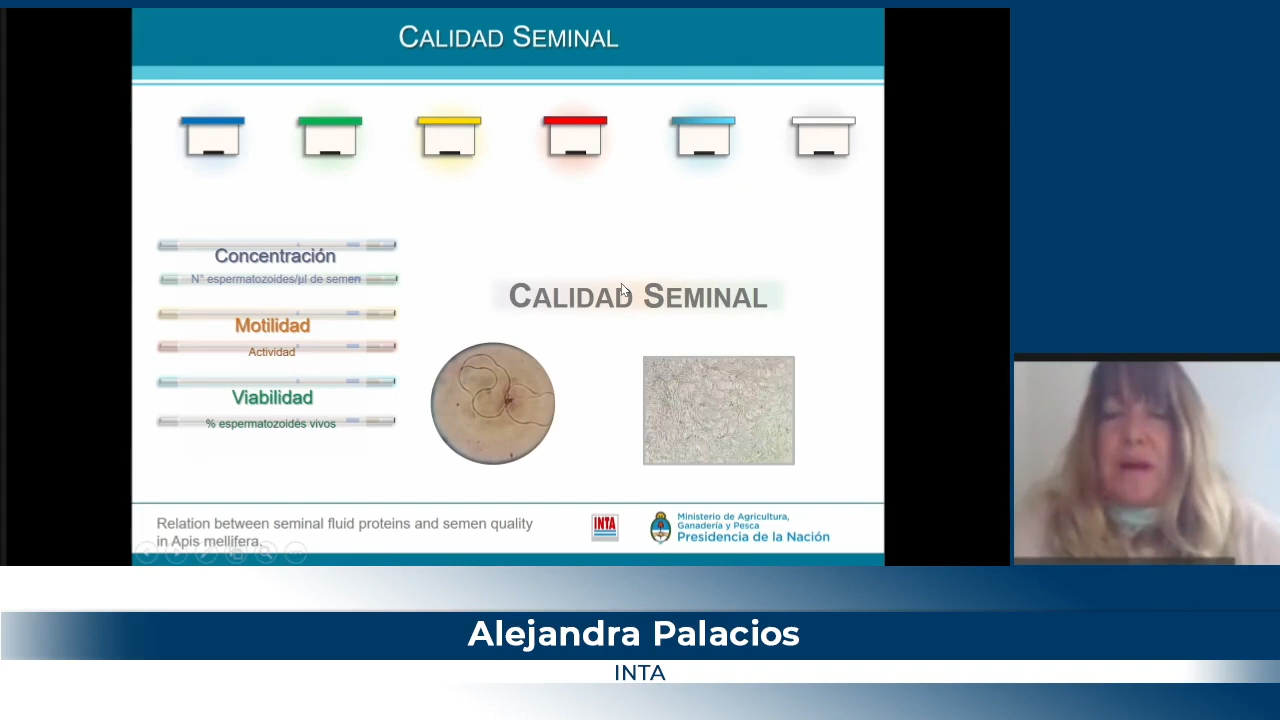 CALIDAD SEMINAL
Concentración
N° espermatozoides/µl de semen
Motilidad
Actividad
Viabilidad
% espermatozoides vivos
CALIDAD SEMINAL
Relation between seminal fluid proteins and semen quality
in Apis mellifera.
INTA
Ministerio de Agricultura,
Ganadería y Pesca
Presidencia de la Nación
Alejandra Palacios
INTA